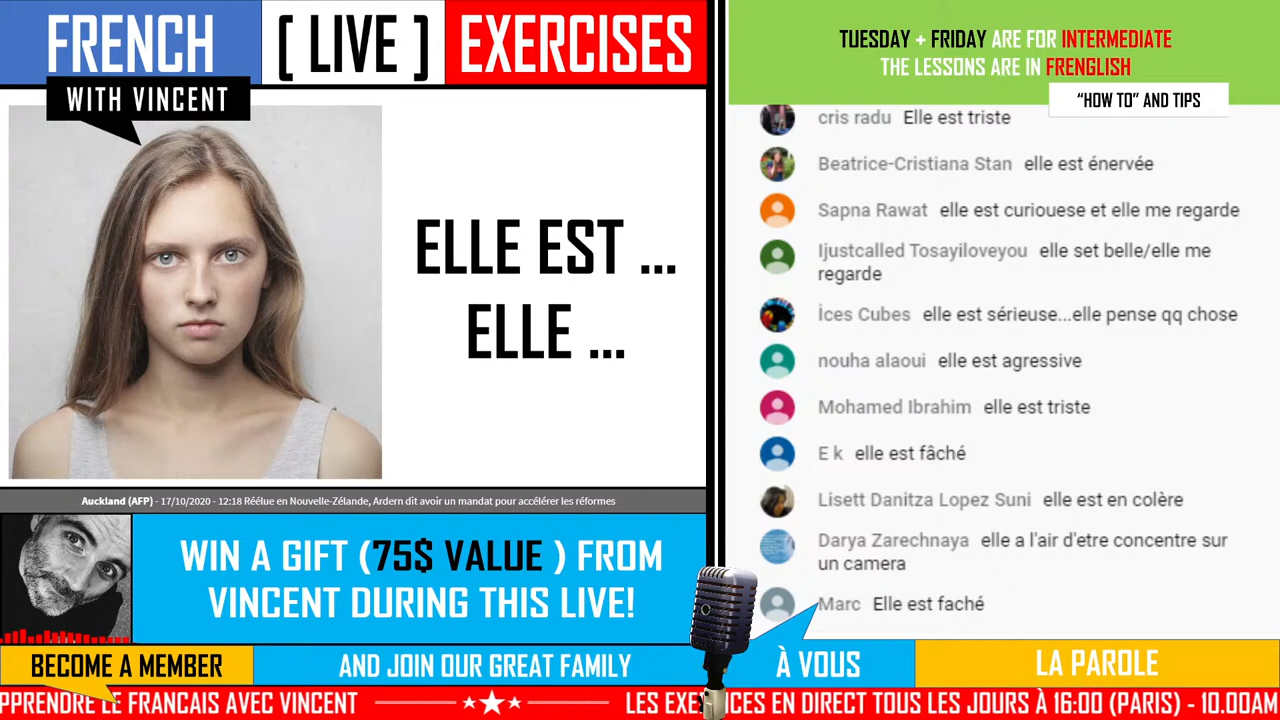 FRENCH [ LIVE ] EXERCISES
WITH VINCENT
ELLE EST ...
ELLE ...
Auckland (AFP) - 17/10/2020 - 12:18 Réélue en Nouvelle-Zélande, Ardern dit avoir un mandat pour accélérer les réformes
WIN A GIFT (75$ VALUE ) FROM
VINCENT DURING THIS LIVE!
BECOME A MEMBER
AND JOIN OUR GREAT FAMILY
TUESDAY + FRIDAY ARE FOR INTERMEDIATE
THE LESSONS ARE IN FRENGLISH
“HOW TO” AND TIPS
cris radu Elle est triste
Beatrice-Cristiana Stan elle est énervée
Sapna Rawat elle est curiouese et elle me regarde
Ijustcalled Tosayiloveyou elle set belle/elle me
regarde
İces Cubes elle est sérieuse...elle pense qq chose
nouha alaoui elle est agressive
Mohamed Ibrahim elle est triste
E k elle est fâché
Lisett Danitza Lopez Suni elle est en colère
Darya Zarechnaya elle a l'air d'etre concentre sur
un camera
Marc Elle est faché
À VOUS
LA PAROLE
PPRENDRE LE FRANCAIS AVEC VINCENT
LES EXERCICES EN DIRECT TOUS LES JOURS À 16:00 (PARIS) - 10.00AM